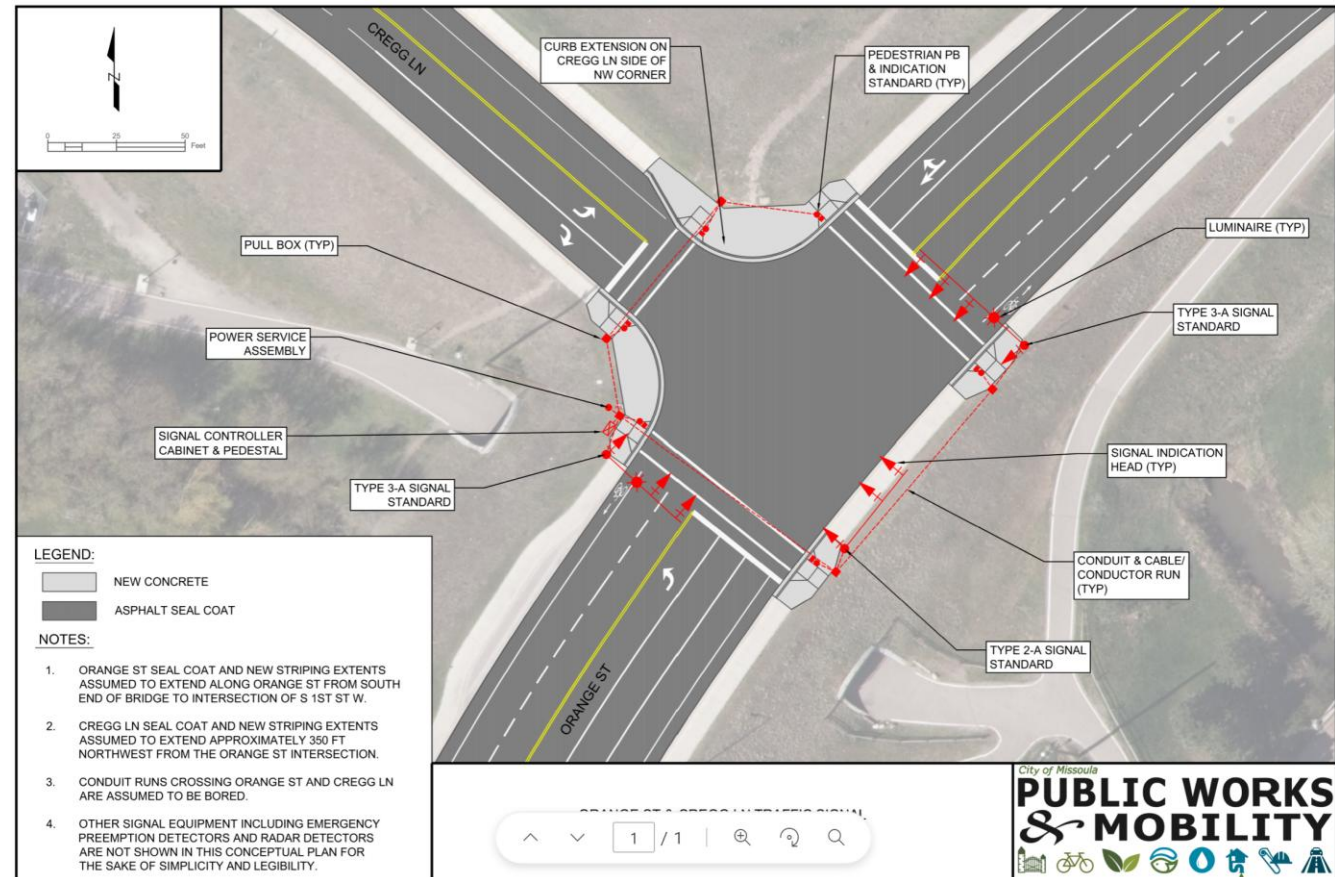 CREGG LN
CURB EXTENSION ON
CREGG LN SIDE OF
NW CORNER
PEDESTRIAN PB
& INDICATION
STANDARD (TYP)
N
0 25 50
Feet
PULL BOX (TYP)
LUMINAIRE (TYP)
POWER SERVICE
ASSEMBLY
TYPE 3-A SIGNAL
STANDARD
SIGNAL CONTROLLER
CABINET & PEDESTAL
SIGNAL INDICATION
HEAD (TYP)
TYPE 3-A SIGNAL
STANDARD
CONDUIT & CABLE/
CONDUCTOR RUN
(TYP)
TYPE 2-A SIGNAL
STANDARD
ORANGE ST
LEGEND:
NEW CONCRETE
ASPHALT SEAL COAT
NOTES:
1. ORANGE ST SEAL COAT AND NEW STRIPING EXTENTS
ASSUMED TO EXTEND ALONG ORANGE ST FROM SOUTH
END OF BRIDGE TO INTERSECTION OF S 1ST ST W.
2. CREGG LN SEAL COAT AND NEW STRIPING EXTENTS
ASSUMED TO EXTEND APPROXIMATELY 350 FT
NORTHWEST FROM THE ORANGE ST INTERSECTION.
3. CONDUIT RUNS CROSSING ORANGE ST AND CREGG LN
ARE ASSUMED TO BE BORED.
4. OTHER SIGNAL EQUIPMENT INCLUDING EMERGENCY
PREEMPTION DETECTORS AND RADAR DETECTORS
ARE NOT SHOWN IN THIS CONCEPTUAL PLAN FOR
THE SAKE OF SIMPLICITY AND LEGIBILITY.
ORANGE ST & CREGG LN TRAFFIC SIGNAL
1 / 1
City of Missoula
PUBLIC WORKS
& MOBILITY